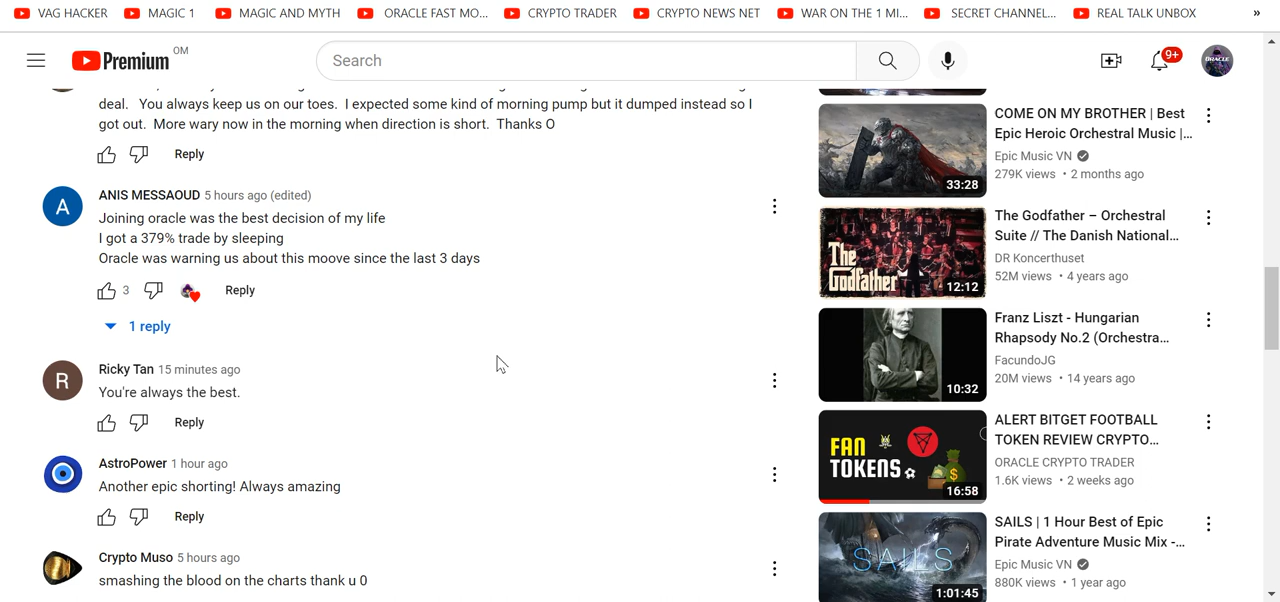 VAG HACKER
MAGIC 1
MAGIC AND MYTH
ORACLE FAST MO...
CRYPTO TRADER
CRYPTO NEWS NET
WAR ON THE 1 MI...
SECRET CHANNEL...
REAL TALK UNBOX
»
Premium OM
Search
9+
ORACLE
deal. You always keep us on our toes. I expected some kind of morning pump but it dumped instead so I
got out. More wary now in the morning when direction is short. Thanks O
Reply
A
ANIS MESSAOUD 5 hours ago (edited)
Joining oracle was the best decision of my life
I got a 379% trade by sleeping
Oracle was warning us about this moove since the last 3 days
3
Reply
1 reply
R
Ricky Tan 15 minutes ago
You're always the best.
Reply
AstroPower 1 hour ago
Another epic shorting! Always amazing
Reply
Crypto Muso 5 hours ago
smashing the blood on the charts thank u 0
33:28
COME ON MY BROTHER | Best
Epic Heroic Orchestral Music |...
Epic Music VN
279K views • 2 months ago
The
Godfather
12:12
The Godfather – Orchestral
Suite // The Danish National...
DR Koncerthuset
52M views • 4 years ago
10:32
Franz Liszt - Hungarian
Rhapsody No.2 (Orchestra...
FacundoJG
20M views • 14 years ago
FAN
TOKENS
16:58
ALERT BITGET FOOTBALL
TOKEN REVIEW CRYPTO...
ORACLE CRYPTO TRADER
1.6K views • 2 weeks ago
SAILS
1:01:45
SAILS | 1 Hour Best of Epic
Pirate Adventure Music Mix -...
Epic Music VN
880K views • 1 year ago